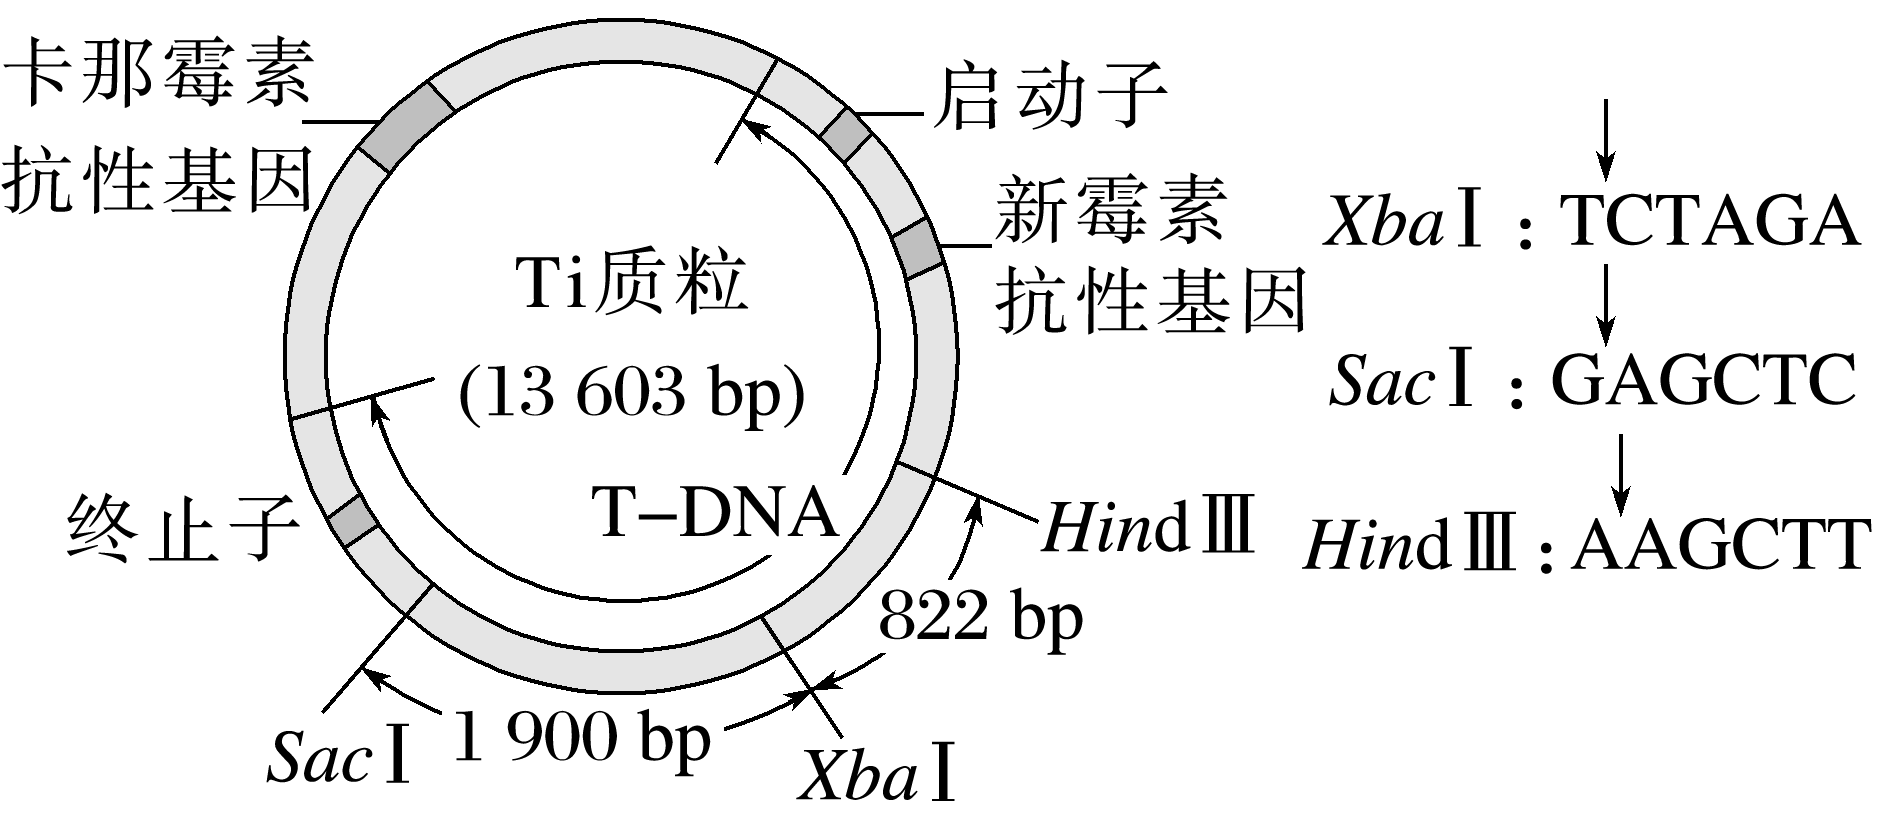 卡那霉素
抗性基因
启动子
新霉素
抗性基因
Ti质粒
(13 603 bp)
T-DNA
终止子
HindⅢ
822 bp
SacⅠ
1 900 bp
XbaⅠ
XbaⅠ:TCTAGA
SacⅠ:GAGCTC
HindⅢ:AAGCTT